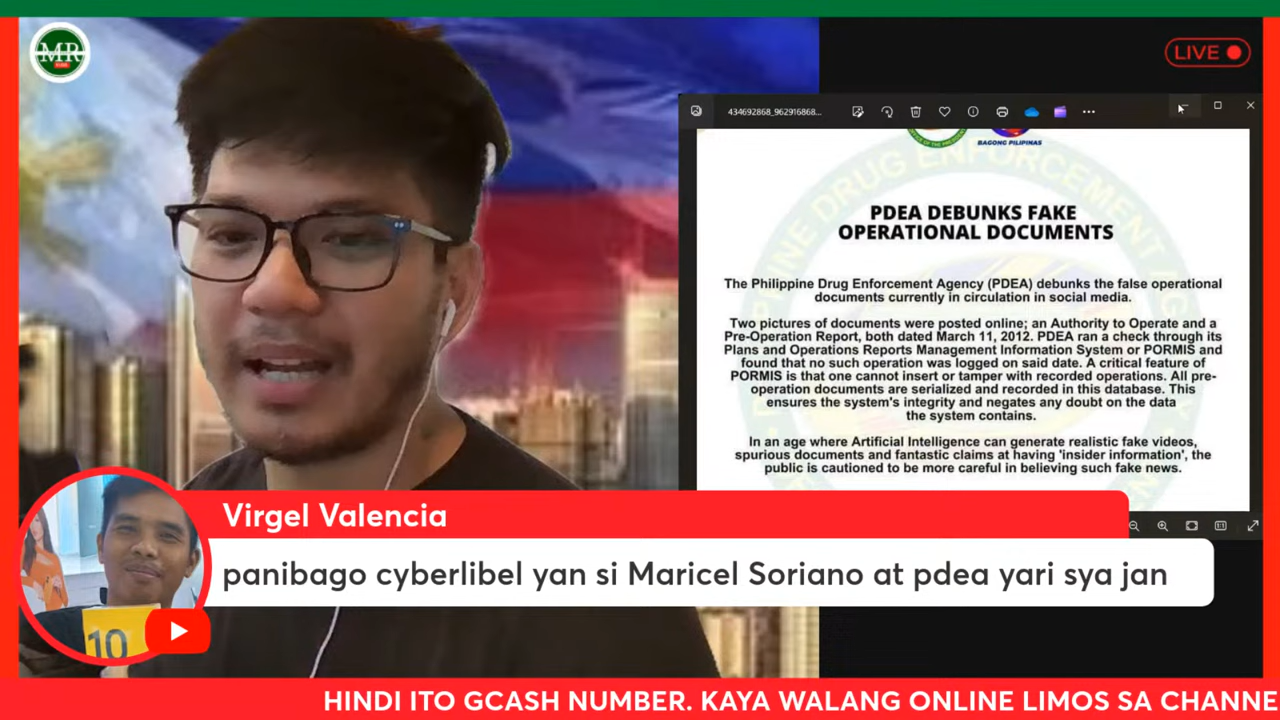 MR
LIVE
434692868_962916868...
BAGONG PILIPINAS
PHILIPPINE DRUG ENFORCEMENT AGENCY
PDEA DEBUNKS FAKE
OPERATIONAL DOCUMENTS
The Philippine Drug Enforcement Agency (PDEA) debunks the false operational
documents currently in circulation in social media.
Two pictures of documents were posted online; an Authority to Operate and a
Pre-Operation Report, both dated March 11, 2012. PDEA ran a check through its
Plans and Operations Reports Management Information System or PORMIS and
found that no such operation was logged on said date. A critical feature of
PORMIS is that one cannot insert or tamper with recorded operations. All pre-
operation documents are serialized and recorded in this database. This
ensures the system's integrity and negates any doubt on the data
the system contains.
In an age where Artificial Intelligence can generate realistic fake videos,
spurious documents and fantastic claims at having 'insider information', the
public is cautioned to be more careful in believing such fake news.
Virgel Valencia
panibago cyberlibel yan si Maricel Soriano at pdea yari sya jan
10
HINDI ITO GCASH NUMBER. KAYA WALANG ONLINE LIMOS SA CHANNE